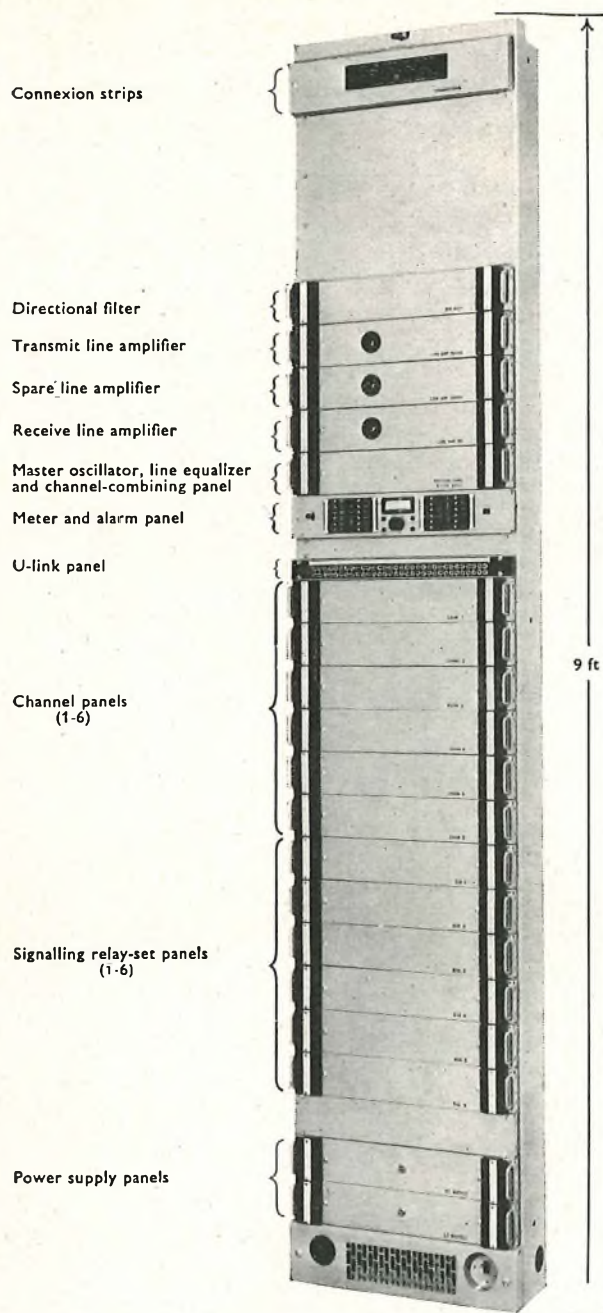 Connexion strips
Directional filter
Transmit line amplifier
Spare line amplifier
Receive line amplifier
Master oscillator, line equalizer
and channel-combining panel
Meter and alarm panel
U-link panel
Channel panels
(1-6)
9 ft
Signalling relay-set panels
(1-6)
Power supply panels